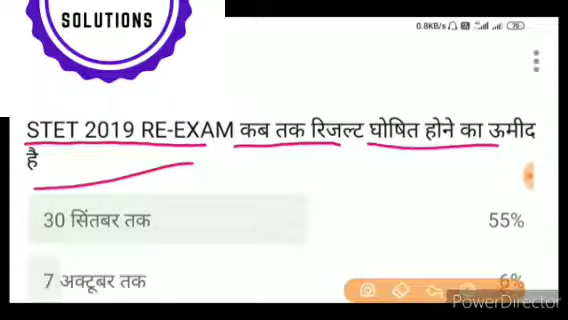 SOLUTIONS
0.8KB/s 70
STET 2019 RE-EXAM कब तक रिजल्ट घोषित होने का ऊमीद
है
30 सितंबर तक 55%
7 अक्टूबर तक 6%
PowerDirector